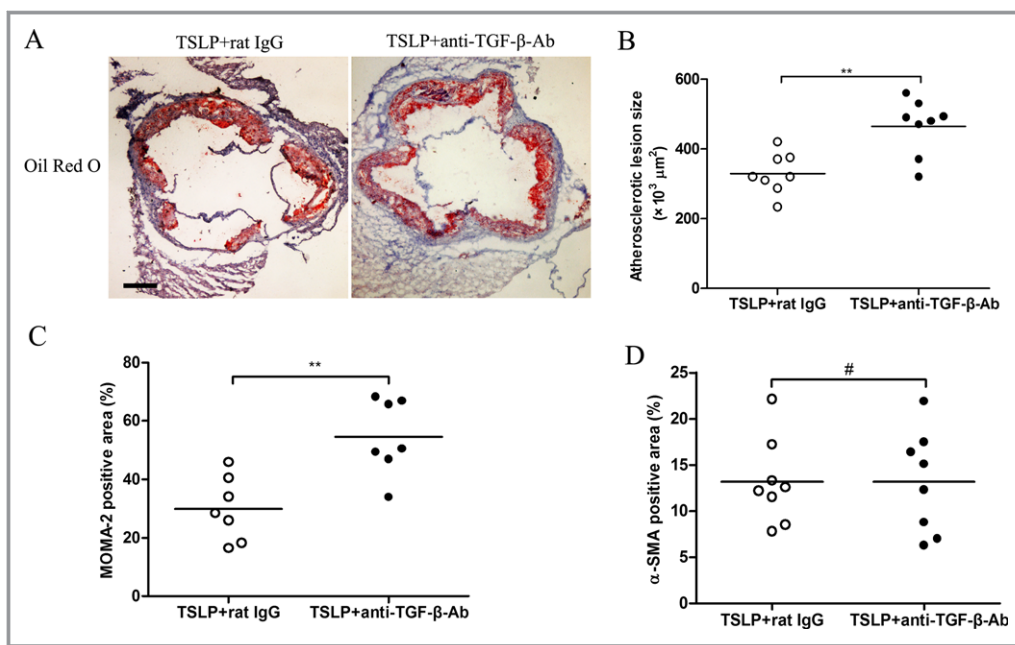 A
TSLP+rat IgG
TSLP+anti-TGF-β-Ab
Oil Red O
B
**
Atherosclerotic lesion size
(×10³ μm²)
600
400
200
0
TSLP+rat IgG
TSLP+anti-TGF-β-Ab
C
**
MOMA-2 positive area (%)
80
60
40
20
0
TSLP+rat IgG
TSLP+anti-TGF-β-Ab
D
#
α-SMA positive area (%)
25
20
15
10
5
0
TSLP+rat IgG
TSLP+anti-TGF-β-Ab